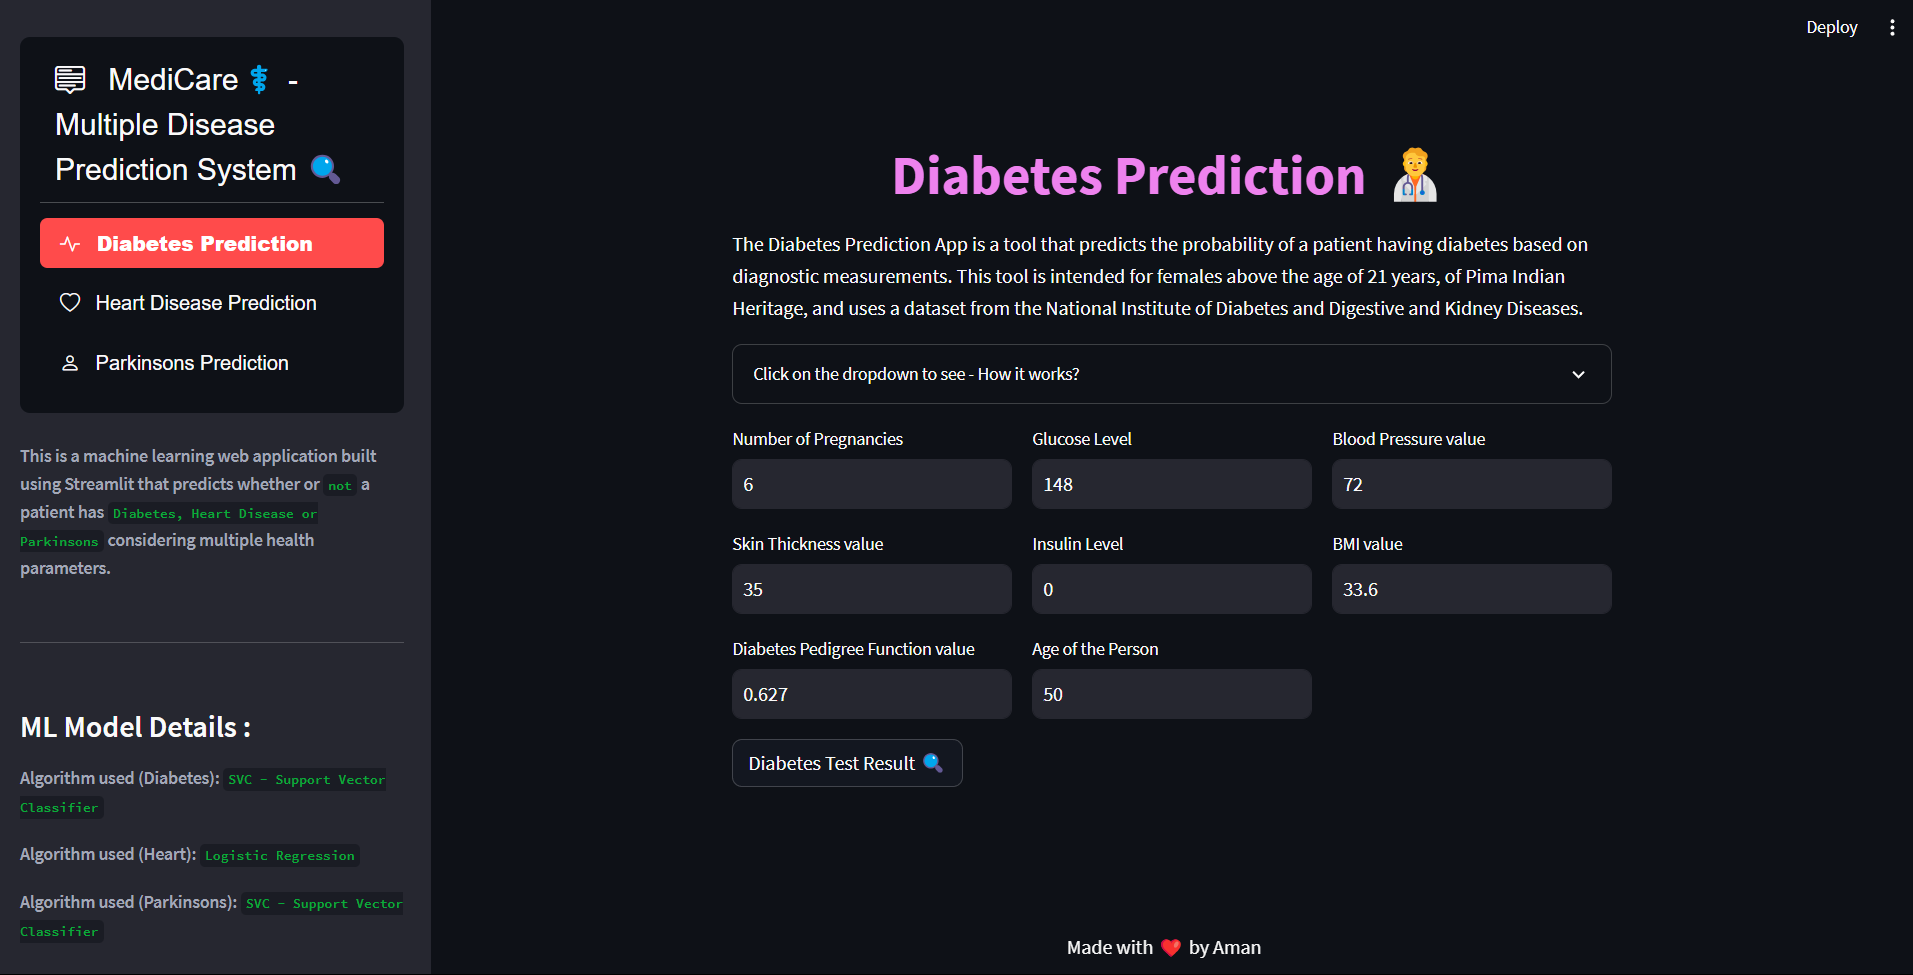 MediCare -
Multiple Disease
Prediction System
Diabetes Prediction
Heart Disease Prediction
Parkinsons Prediction
This is a machine learning web application built
using Streamlit that predicts whether or not a
patient has Diabetes, Heart Disease or
Parkinsons considering multiple health
parameters.
ML Model Details :
Algorithm used (Diabetes): SVC - Support Vector
Classifier
Algorithm used (Heart): Logistic Regression
Algorithm used (Parkinsons): SVC - Support Vector
Classifier
Deploy
Diabetes Prediction
The Diabetes Prediction App is a tool that predicts the probability of a patient having diabetes based on
diagnostic measurements. This tool is intended for females above the age of 21 years, of Pima Indian
Heritage, and uses a dataset from the National Institute of Diabetes and Digestive and Kidney Diseases.
Click on the dropdown to see - How it works?
Number of Pregnancies Glucose Level Blood Pressure value
6 148 72
Skin Thickness value Insulin Level BMI value
35 0 33.6
Diabetes Pedigree Function value Age of the Person
0.627 50
Diabetes Test Result
Made with ❤️ by Aman